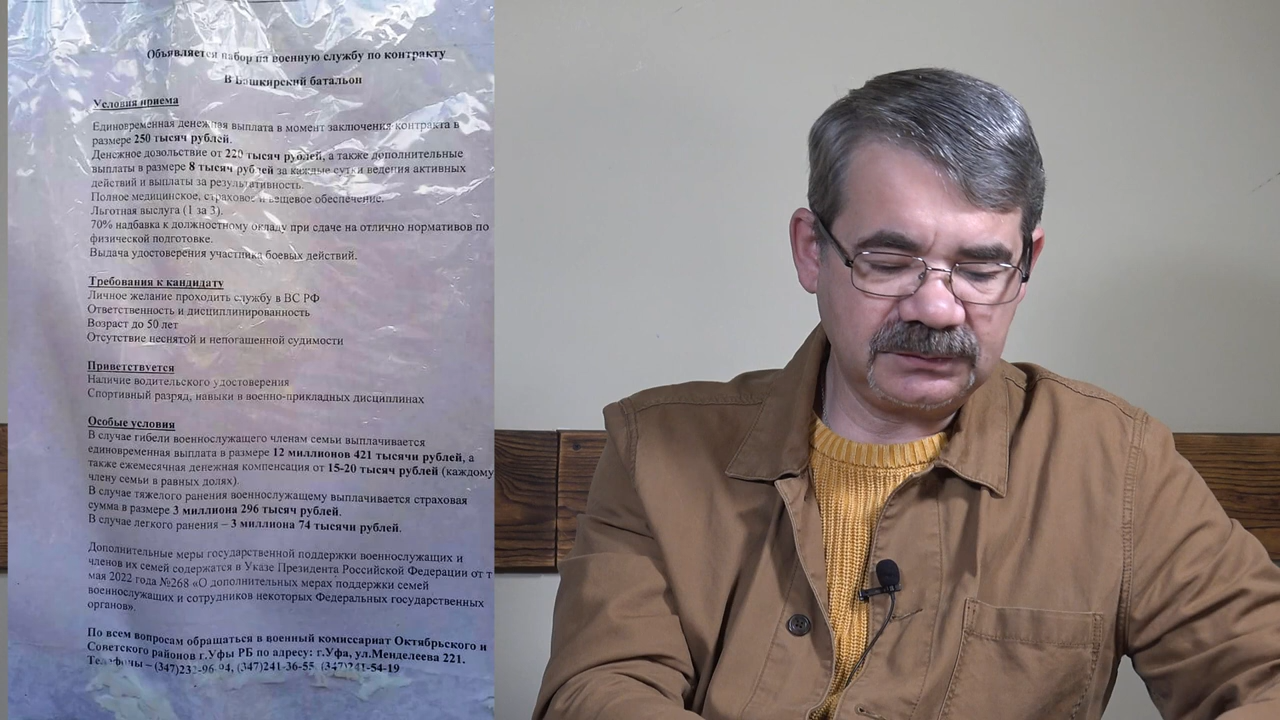 Объявляется набор на военную службу по контракту
В Башкирский батальон
Условия приема
Единовременная денежная выплата в момент заключения контракта в
размере 250 тысяч рублей.
Денежное довольствие от 220 тысяч рублей, а также дополнительные
выплаты в размере 8 тысяч рублей за каждые сутки ведения активных
действий и выплаты за результативность.
Полное медицинское, страховое и вещевое обеспечение.
Льготная выслуга (1 за 3).
70% надбавка к должностному окладу при сдаче на отлично нормативов по
физической подготовке.
Выдача удостоверения участника боевых действий.
Требования к кандидату
Личное желание проходить службу в ВС РФ
Ответственность и дисциплинированность
Возраст до 50 лет
Отсутствие неснятой и непогашенной судимости
Приветствуется
Наличие водительского удостоверения
Спортивный разряд, навыки в военно-прикладных дисциплинах
Особые условия
В случае гибели военнослужащего членам семьи выплачивается
единовременная выплата в размере 12 миллионов 421 тысячи рублей, а
также ежемесячная денежная компенсация от 15-20 тысяч рублей (каждому
члену семьи в равных долях).
В случае тяжелого ранения военнослужащему выплачивается страховая
сумма в размере 3 миллиона 296 тысяч рублей.
В случае легкого ранения – 3 миллиона 74 тысячи рублей.
Дополнительные меры государственной поддержки военнослужащих и
членов их семей содержатся в Указе Президента Российской Федерации от
мая 2022 года №268 «О дополнительных мерах поддержки семей
военнослужащих и сотрудников некоторых Федеральных государственных
органов».
По всем вопросам обращаться в военный комиссариат Октябрьского и
Советского районов г.Уфы РБ по адресу: г.Уфа, ул.Менделеева 221.
Телефоны – (347)241-36-55, (347)241-54-19